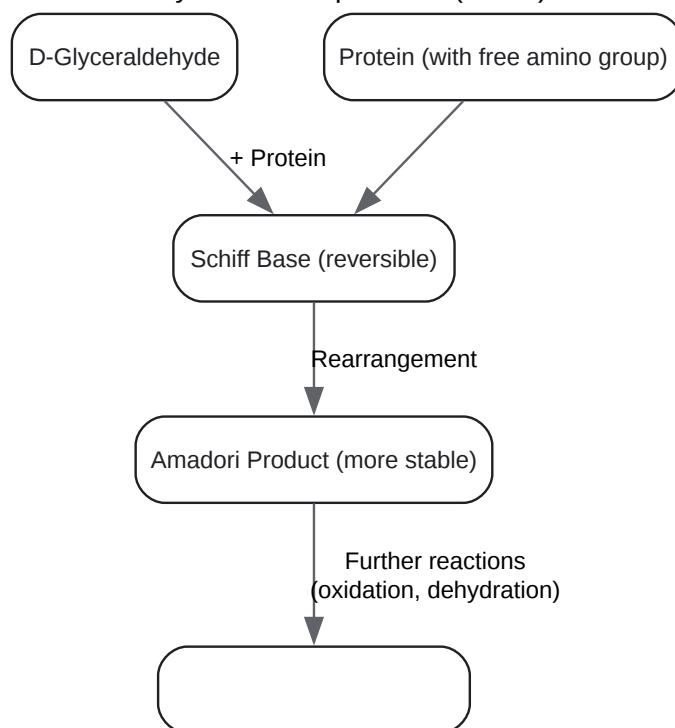 D-Glyceraldehyde
Protein (with free amino group)
+ Protein
Schiff Base (reversible)
Rearrangement
Amadori Product (more stable)
Further reactions
(oxidation, dehydration)